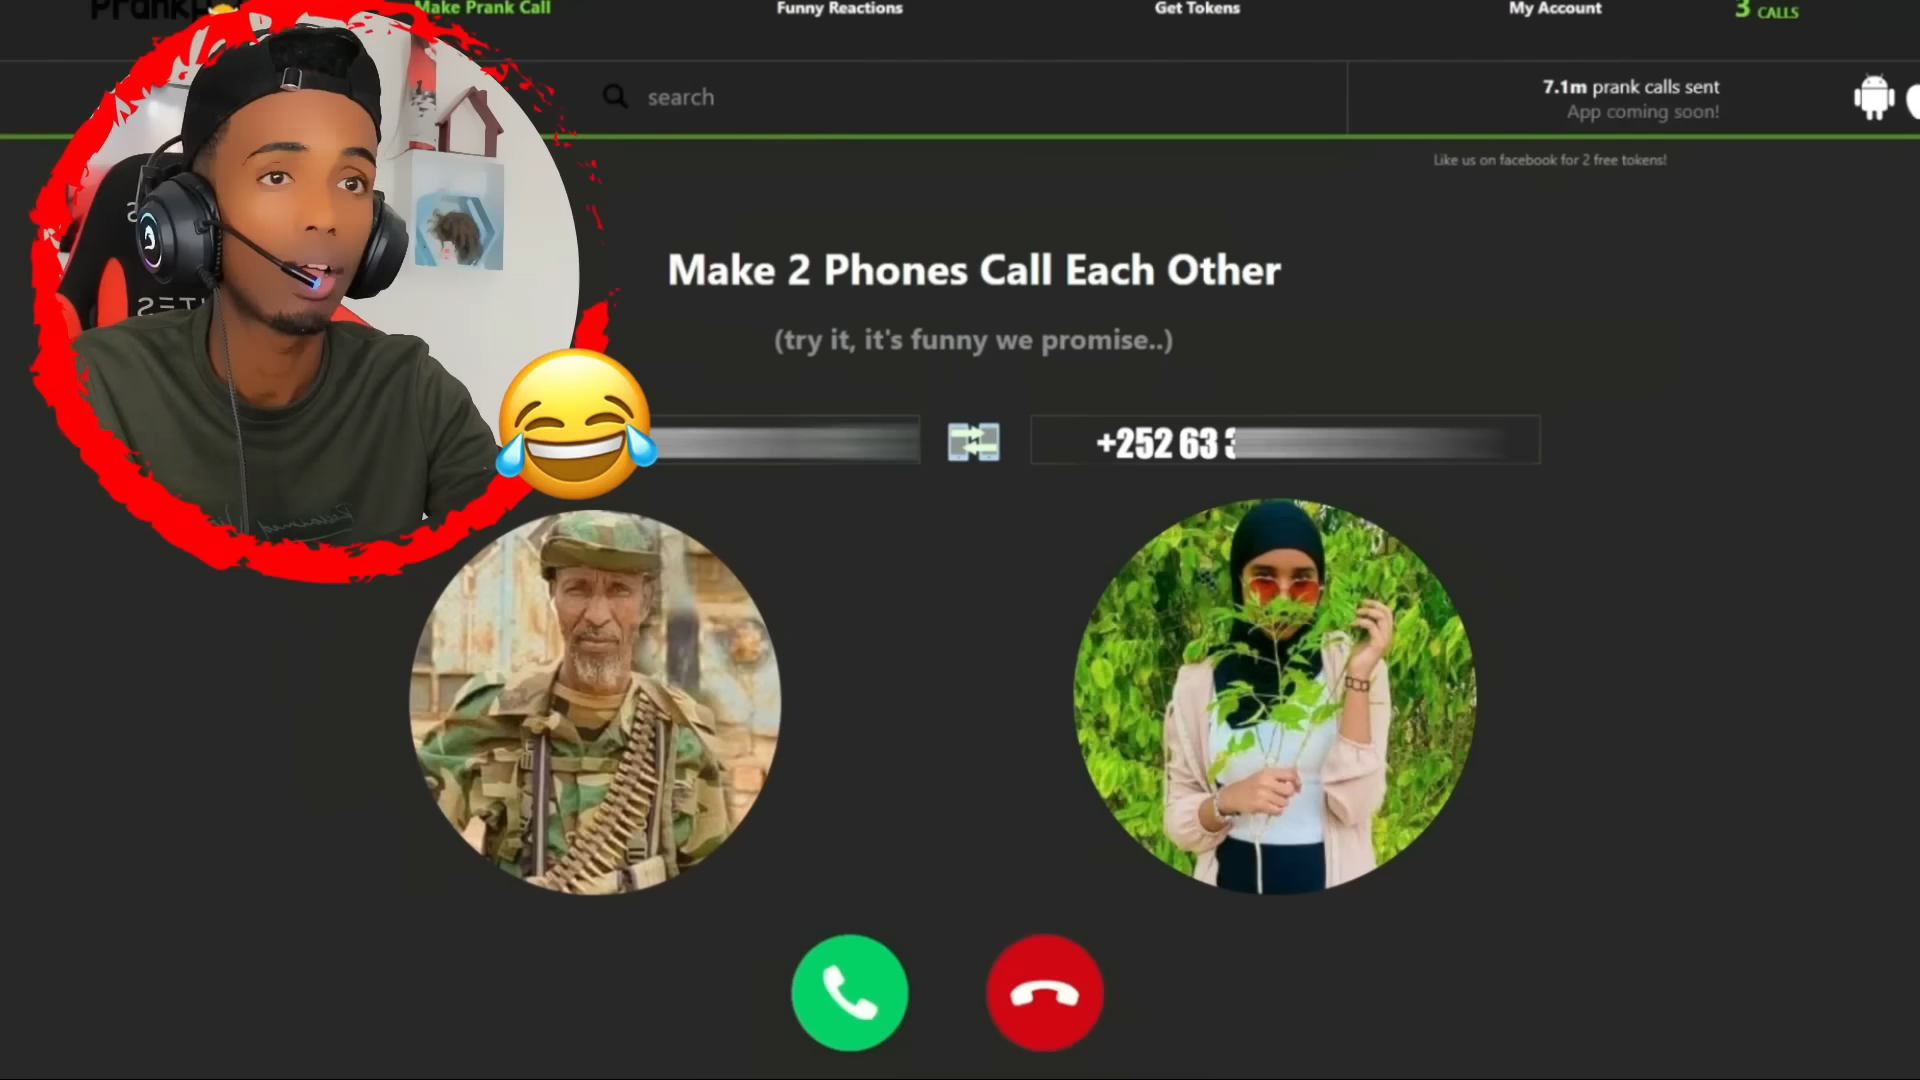 Make Prank Call
Funny Reactions
Get Tokens
My Account
3 CALLS
search
7.1m prank calls sent
App coming soon!
Like us on facebook for 2 free tokens!
Make 2 Phones Call Each Other
(try it, it's funny we promise..)
+252 63 3